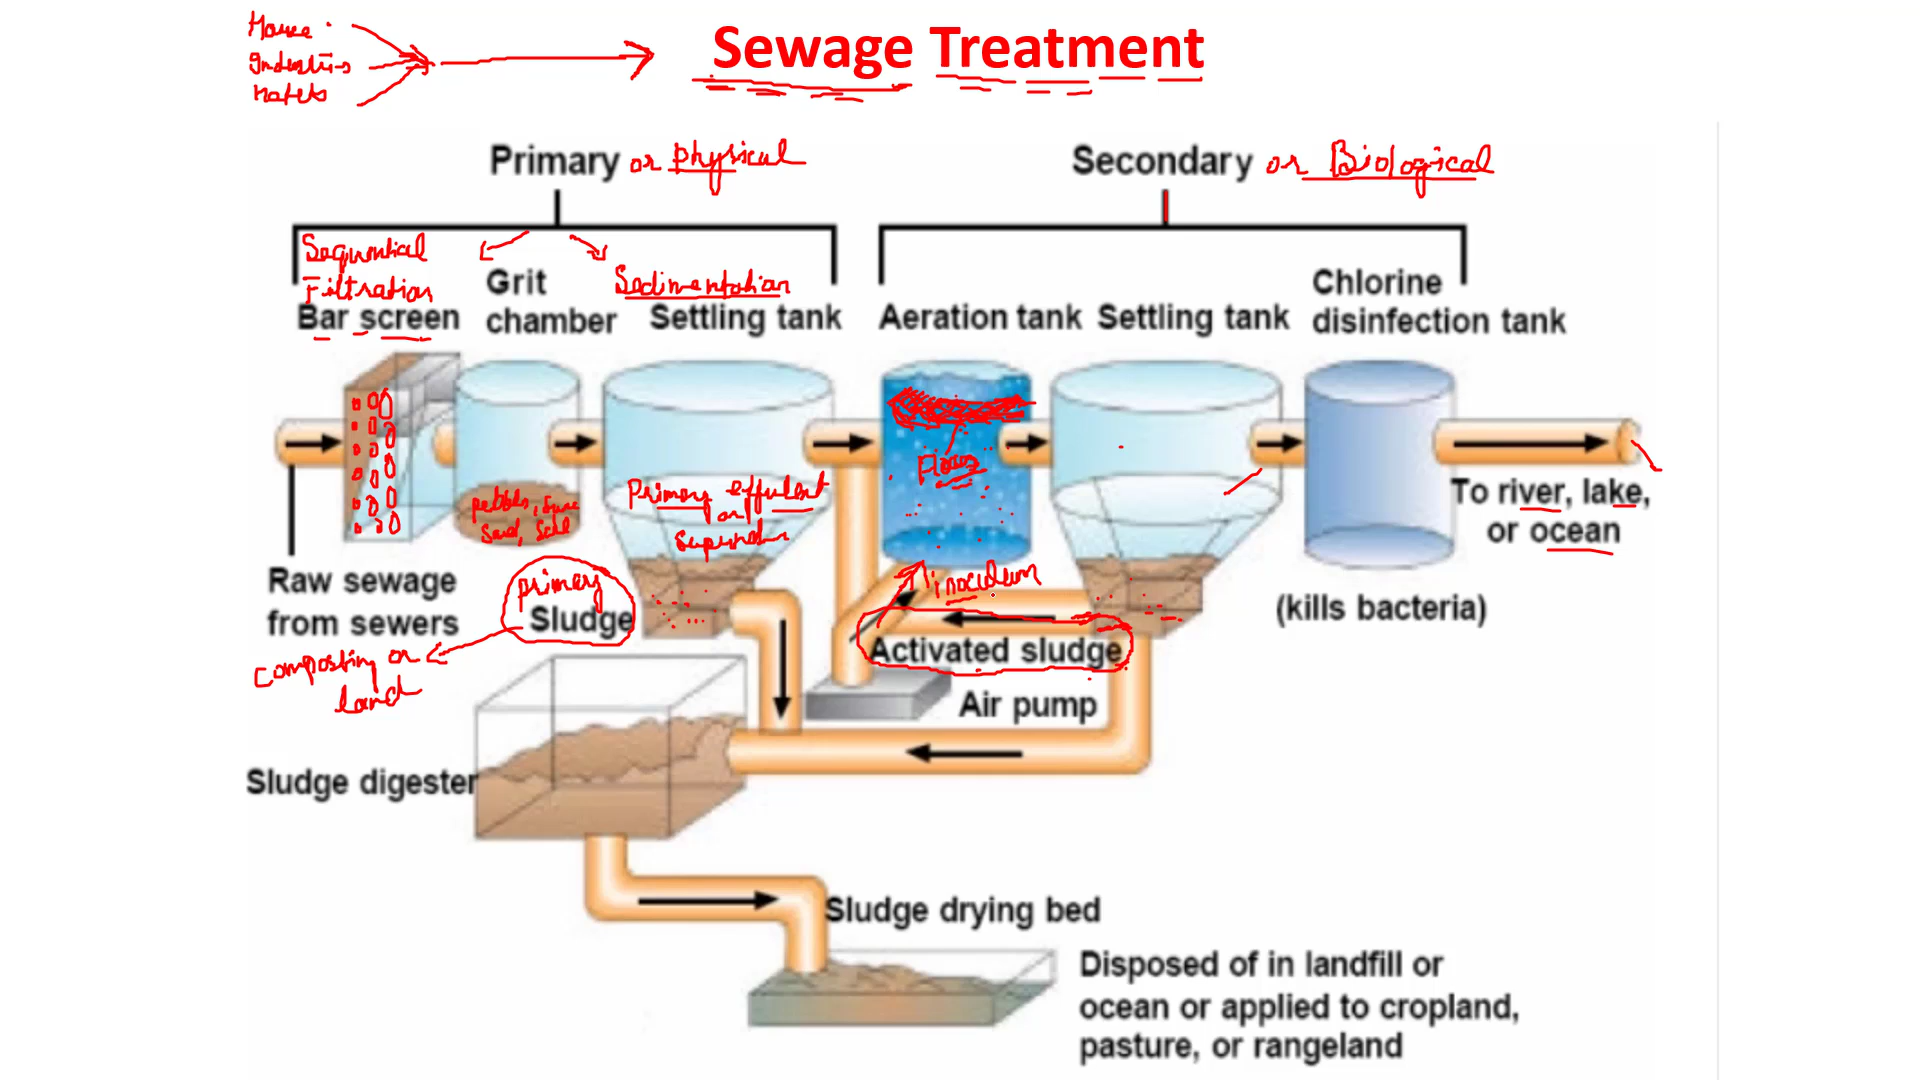 House
Industries
Hotels
Sewage Treatment
Primary or Physical
Secondary or Biological
Sequential
Filtration
Bar screen
Grit
chamber
Sedimentation
Settling tank
Aeration tank
Settling tank
Chlorine
disinfection tank
Flocs
Primary effulent
or
pebbles,
Sand, Soil
To river, lake,
or ocean
Raw sewage
from sewers
primary
Sludge
inoculum
(kills bacteria)
Composting or
land
Activated sludge
Air pump
Sludge digester
Sludge drying bed
Disposed of in landfill or
ocean or applied to cropland,
pasture, or rangeland